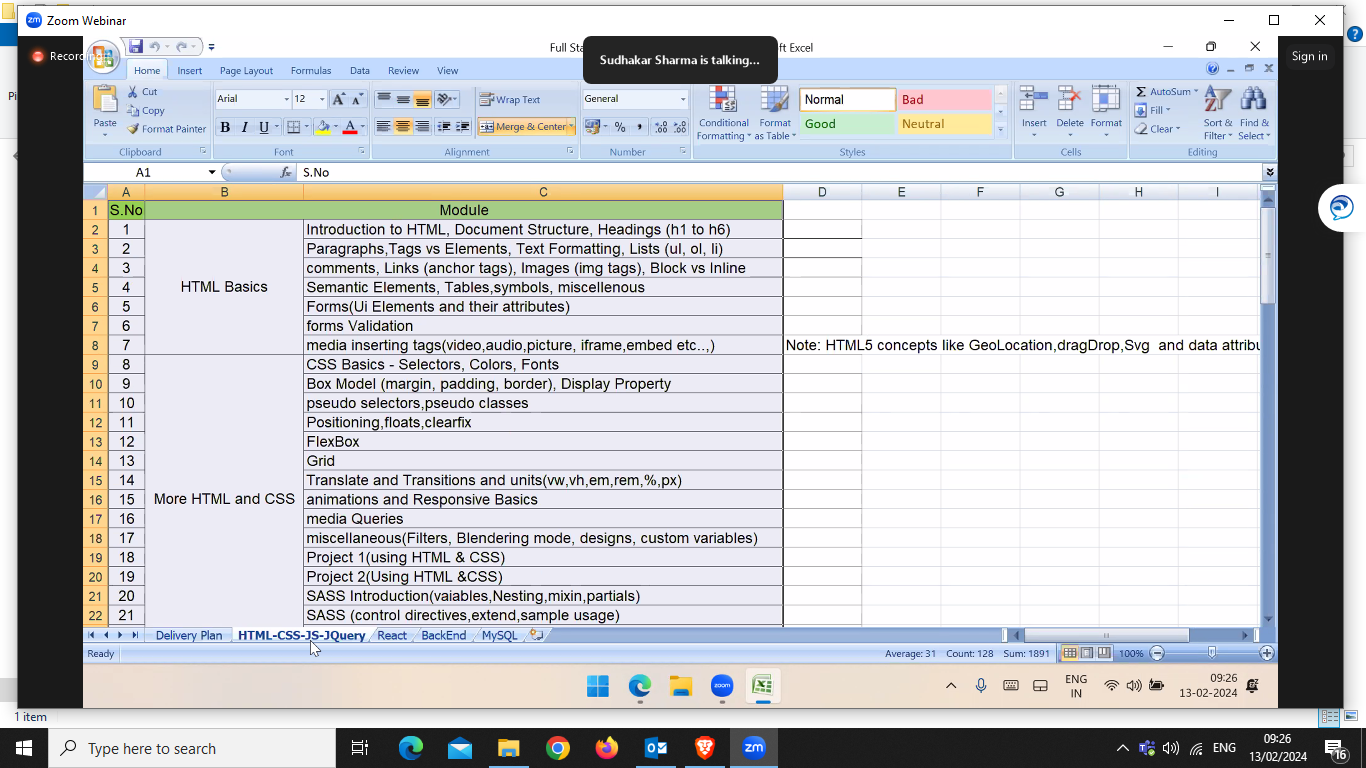 Zoom Webinar
Recording
Full Sta
ft Excel
Sudhakar Sharma is talking...
Sign in
Home Insert Page Layout Formulas Data Review View
Paste
Cut
Copy
Format Painter
Clipboard
Arial 12
B I U
Font
Wrap Text
Merge & Center
Alignment
General
%
Number
Conditional Formatting
Format as Table
Normal Bad
Good Neutral
Styles
Insert Delete Format
Cells
AutoSum
Fill
Clear
Sort & Filter
Find & Select
Editing
A1 fx S.No
A B C D E F G H I
1 S.No Module
HTML Basics
2 1 Introduction to HTML, Document Structure, Headings (h1 to h6)
3 2 Paragraphs,Tags vs Elements, Text Formatting, Lists (ul, ol, li)
4 3 comments, Links (anchor tags), Images (img tags), Block vs Inline
5 4 Semantic Elements, Tables,symbols, miscellenous
6 5 Forms(Ui Elements and their attributes)
7 6 forms Validation
8 7 media inserting tags(video,audio,picture, iframe,embed etc..,) Note: HTML5 concepts like GeoLocation,dragDrop,Svg and data attribu
More HTML and CSS
9 8 CSS Basics - Selectors, Colors, Fonts
10 9 Box Model (margin, padding, border), Display Property
11 10 pseudo selectors,pseudo classes
12 11 Positioning,floats,clearfix
13 12 FlexBox
14 13 Grid
15 14 Translate and Transitions and units(vw,vh,em,rem,%,px)
16 15 animations and Responsive Basics
17 16 media Queries
18 17 miscellaneous(Filters, Blendering mode, designs, custom variables)
19 18 Project 1(using HTML & CSS)
20 19 Project 2(Using HTML &CSS)
21 20 SASS Introduction(vaiables,Nesting,mixin,partials)
22 21 SASS (control directives,extend,sample usage)
Delivery Plan HTML-CSS-JS-JQuery React BackEnd MySQL
Ready Average: 31 Count: 128 Sum: 1891 100%
zoom
ENG
IN
09:26
13-02-2024
Pi
1 item
Type here to search
zm
ENG
09:26
13/02/2024
16